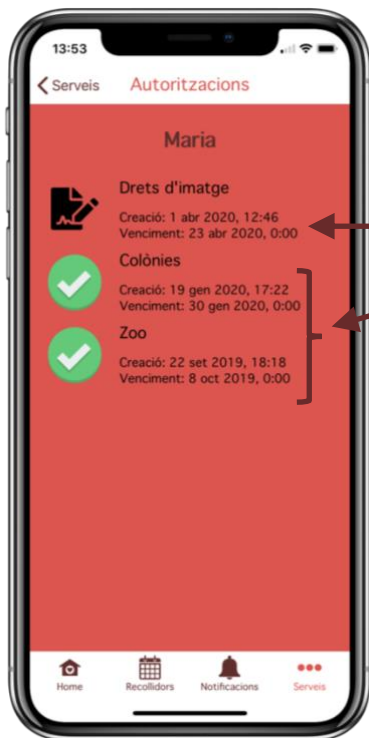 13:53
Serveis
Autoritzacions
Maria
Drets d'imatge
Creació: 1 abr 2020, 12:46
Venciment: 23 abr 2020, 0:00
Colònies
Creació: 19 gen 2020, 17:22
Venciment: 30 gen 2020, 0:00
Zoo
Creació: 22 set 2019, 18:18
Venciment: 8 oct 2019, 0:00
Home
Recollidors
Notificacions
Serveis